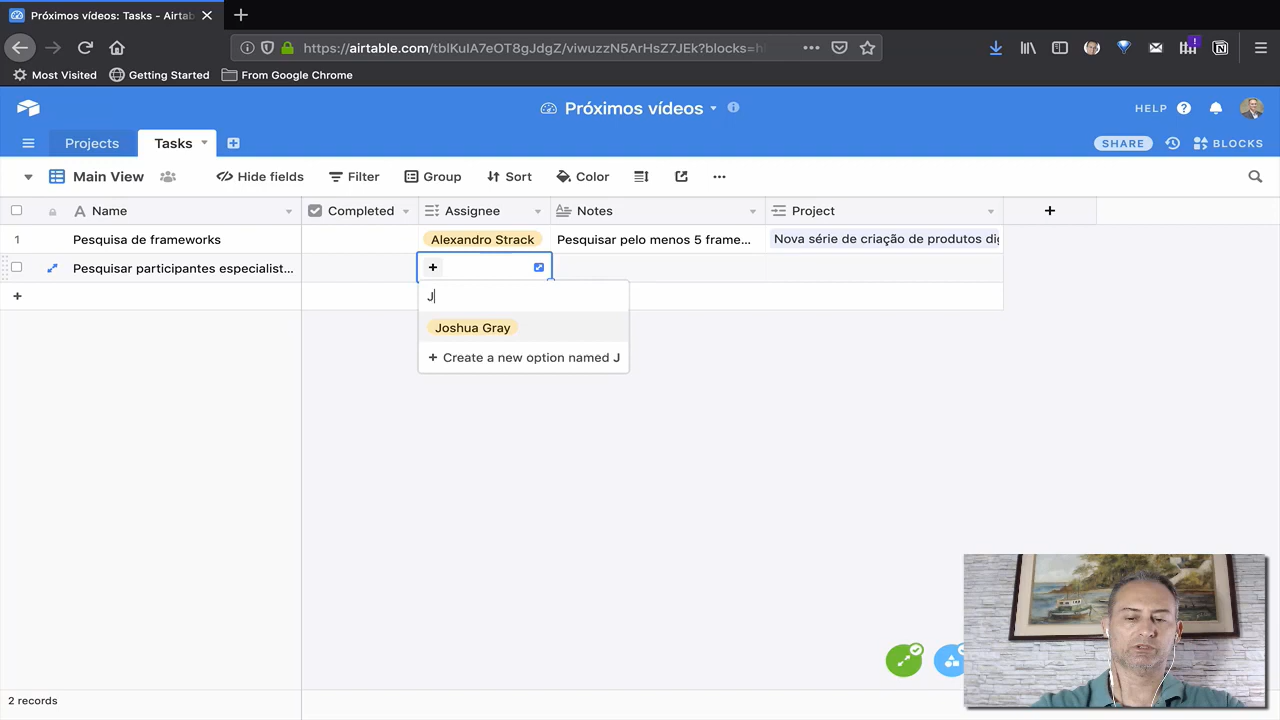 Próximos vídeos: Tasks - Airtab
https://airtable.com/tblKuIA7eOT8gJdgZ/viwuzzN5ArHsZ7JEk?blocks=h
Most Visited
Getting Started
From Google Chrome
Próximos vídeos
HELP
Projects
Tasks
SHARE
BLOCKS
Main View
Hide fields
Filter
Group
Sort
Color
Name
Completed
Assignee
Notes
Project
1
Pesquisa de frameworks
Alexandro Strack
Pesquisar pelo menos 5 frame...
Nova série de criação de produtos dig
Pesquisar participantes especialist...
J
Joshua Gray
+ Create a new option named J
2 records